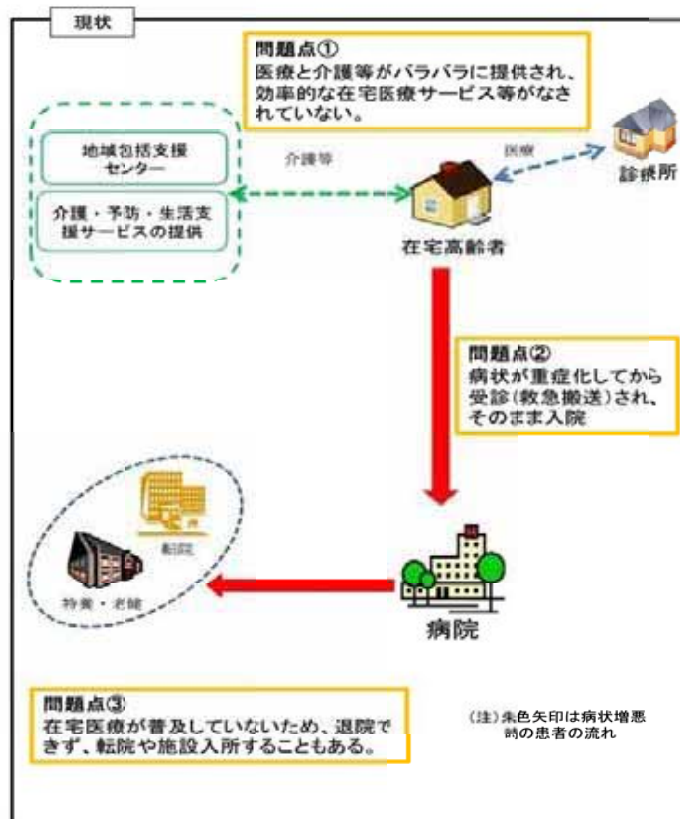 現状
問題点①
医療と介護等がバラバラに提供され、
効率的な在宅医療サービス等がなさ
れていない。
地域包括支援
センター
介護・予防・生活支
援サービスの提供
介護等
医療
診療所
在宅高齢者
問題点②
病状が重症化してから
受診(救急搬送)され、
そのまま入院
転院
特養・老健
病院
問題点③
在宅医療が普及していないため、退院で
きず、転院や施設入所することもある。
(注)朱色矢印は病状増悪
時の患者の流れ